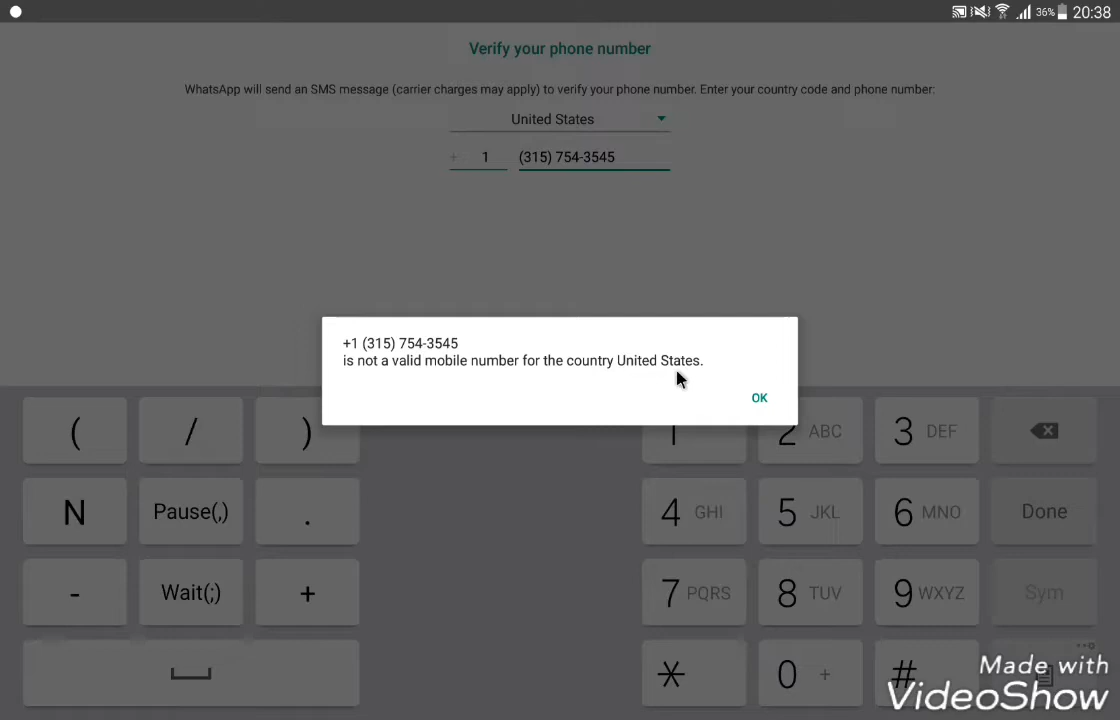 36% 20:38
Verify your phone number
WhatsApp will send an SMS message (carrier charges may apply) to verify your phone number. Enter your country code and phone number:
United States
+ 1 (315) 754-3545
+1 (315) 754-3545
is not a valid mobile number for the country United States.
OK
( / ) 1 2 ABC 3 DEF
N Pause(,) . 4 GHI 5 JKL 6 MNO Done
- Wait(;) + 7 PQRS 8 TUV 9 WXYZ Sym
* 0 + #
Made with
VideoShow